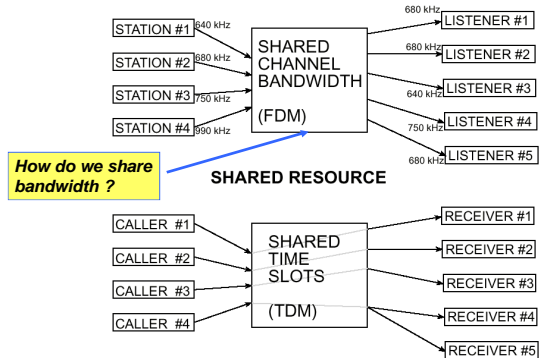 STATION #1
640 kHz
STATION #2
680 kHz
STATION #3
750 kHz
STATION #4
990 kHz
SHARED
CHANNEL
BANDWIDTH
(FDM)
680 kHz
LISTENER #1
680 kHz
LISTENER #2
LISTENER #3
640 kHz
LISTENER #4
750 kHz
LISTENER #5
680 kHz
How do we share
bandwidth ?
SHARED RESOURCE
CALLER #1
CALLER #2
CALLER #3
CALLER #4
SHARED
TIME
SLOTS
(TDM)
RECEIVER #1
RECEIVER #2
RECEIVER #3
RECEIVER #4
RECEIVER #5